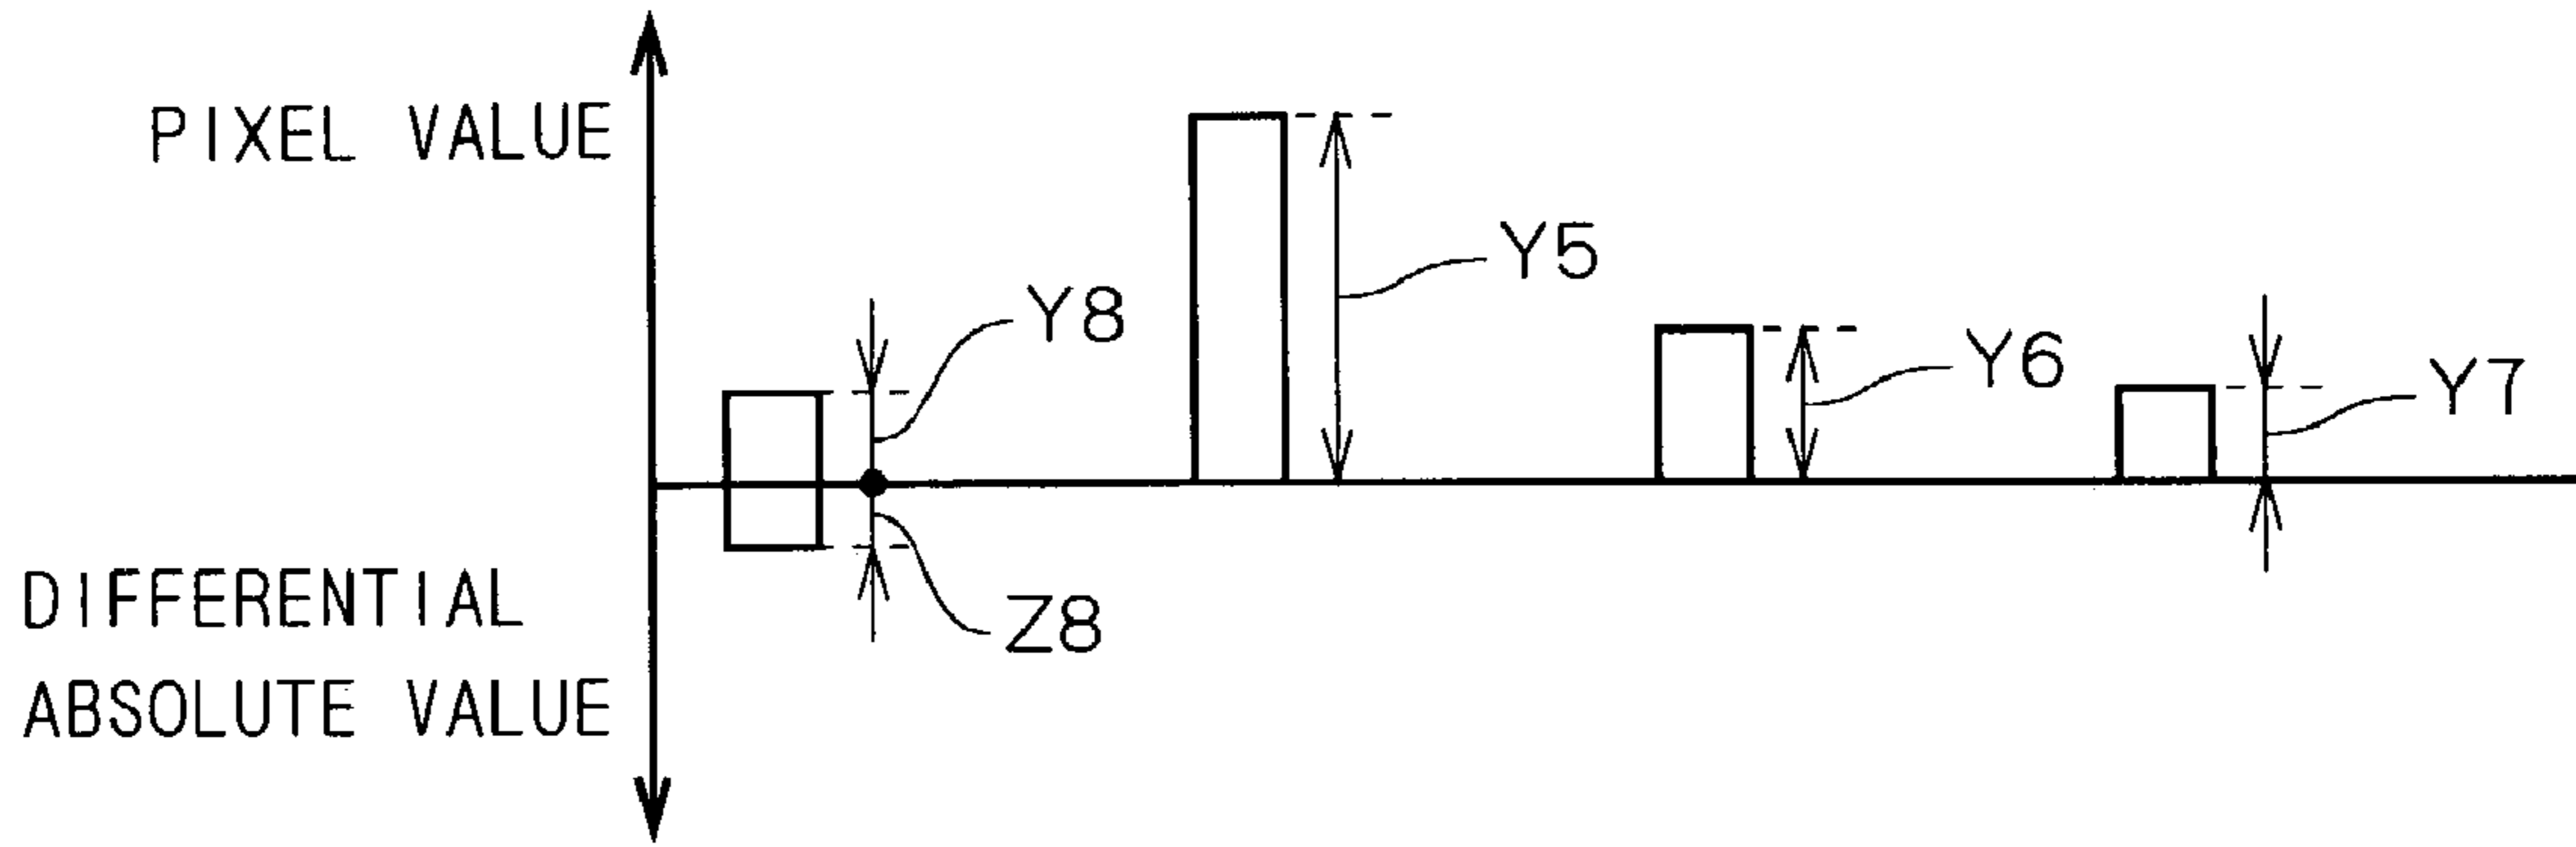 PIXEL VALUE
Y5
Y8
Y6
Y7
DIFFERENTIAL
ABSOLUTE VALUE
Z8